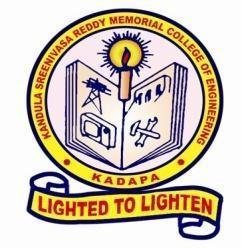 KANDULA SREENIVASA REDDY MEMORIAL COLLEGE OF ENGINEERING
KADAPA
LIGHTED TO LIGHTEN